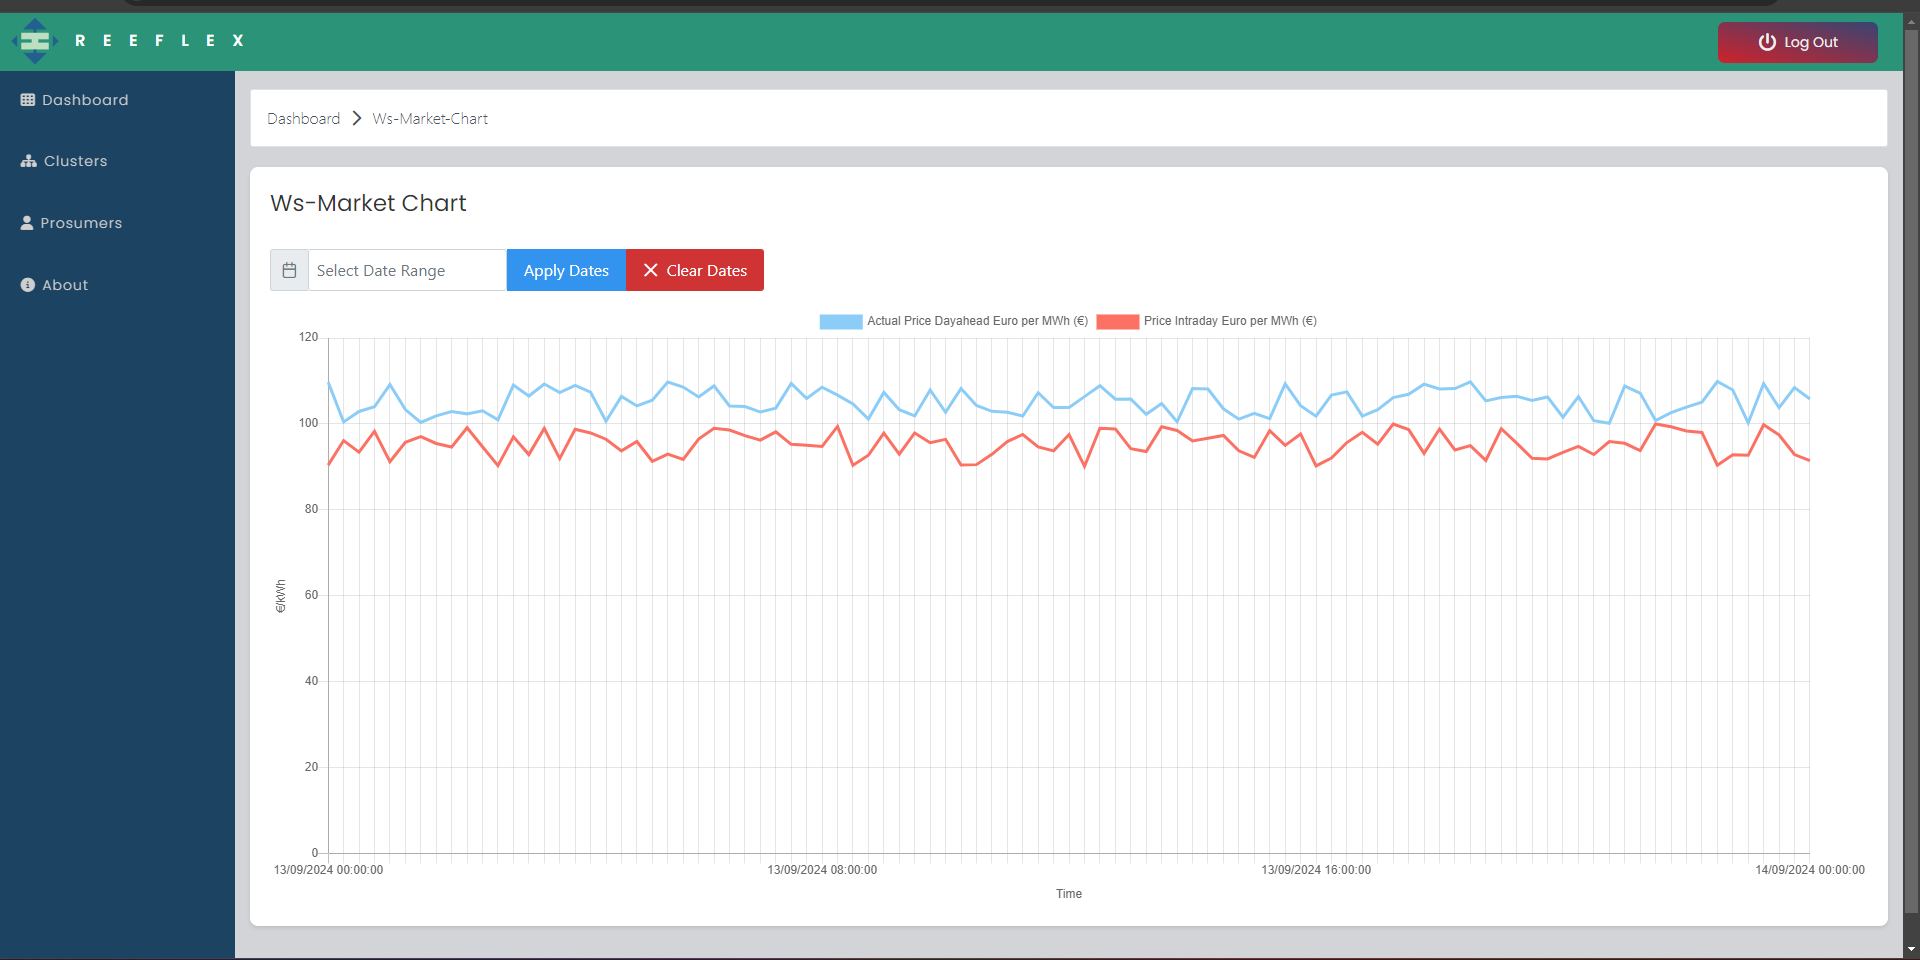 REEFLEX
Log Out
Dashboard
Clusters
Prosumers
About
Dashboard > Ws-Market-Chart
Ws-Market Chart
Select Date Range Apply Dates Clear Dates
Actual Price Dayahead Euro per MWh (€) Price Intraday Euro per MWh (€)
120
100
80
60
40
20
0
€/kWh
13/09/2024 00:00:00 13/09/2024 08:00:00 13/09/2024 16:00:00 14/09/2024 00:00:00
Time